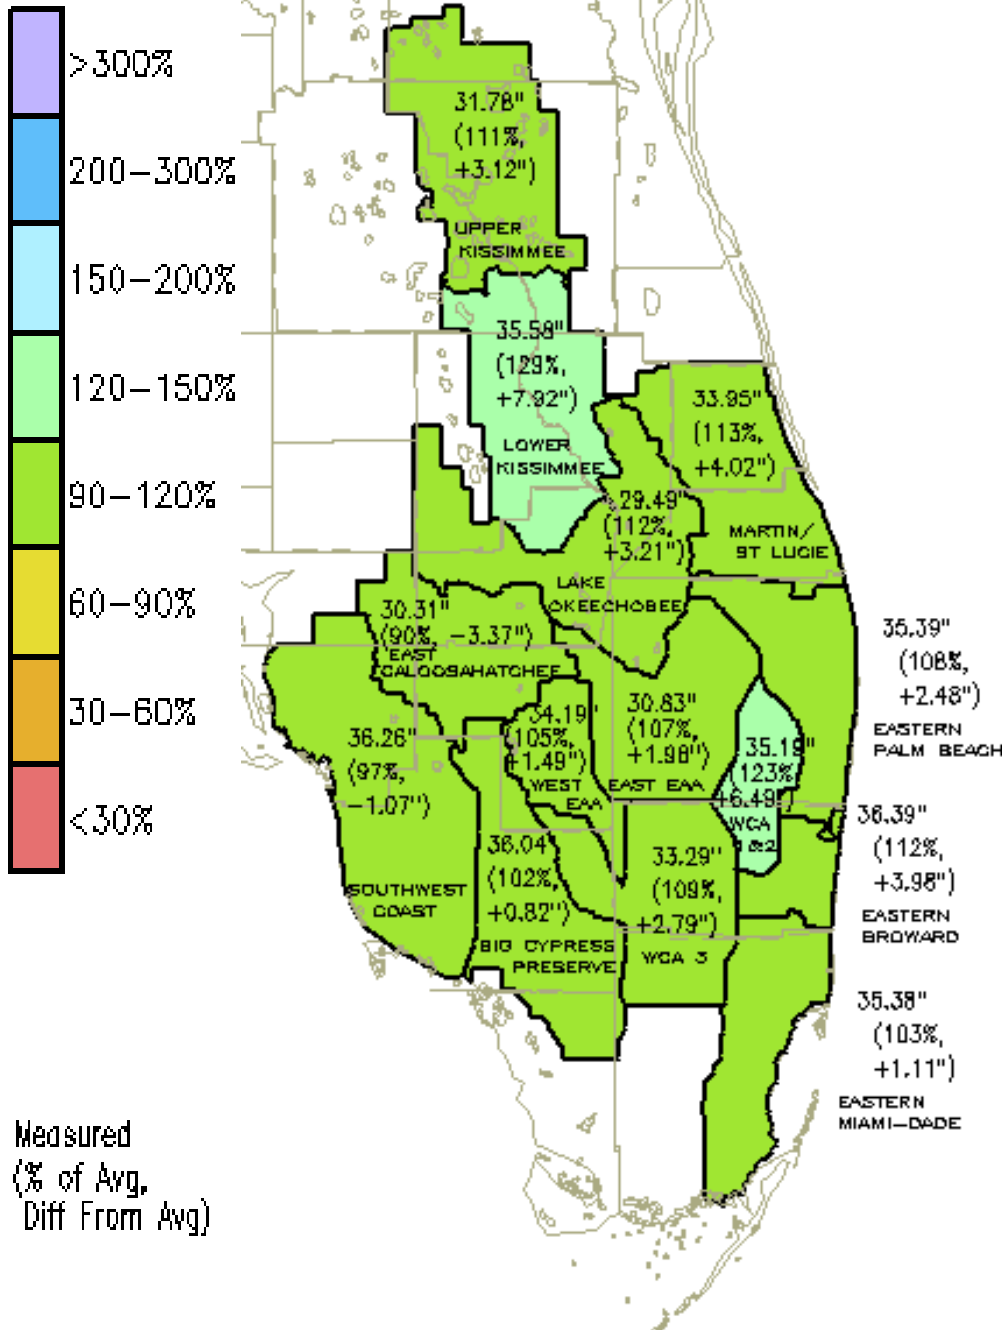 >300%
200-300%
150-200%
120-150%
90-120%
60-90%
30-60%
<30%
31.78"
(111%,
+3.12")
UPPER
KISSIMMEE
35.58"
(129%,
+7.92")
LOWER
KISSIMMEE
33.95"
(113%,
+4.02")
MARTIN/
ST LUCIE
29.49"
(112%,
+3.21")
LAKE
OKEECHOBEE
30.31"
(90%, -3.37")
EAST
CALOOSAHATCHEE
36.26"
(97%,
-1.07")
SOUTHWEST
COAST
34.19"
(105%,
+1.49")
WEST
EAA
30.83"
(107%,
+1.98")
EAST EAA
35.19"
(123%
+6.49"
WCA
1&2
35.39"
(108%,
+2.48")
EASTERN
PALM BEACH
36.04"
(102%,
+0.82")
BIG CYPRESS
PRESERVE
33.29"
(109%,
+2.79")
WCA 3
36.39"
(112%,
+3.98")
EASTERN
BROWARD
35.38"
(103%,
+1.11")
EASTERN
MIAMI-DADE
Measured
(% of Avg,
Diff From Avg)